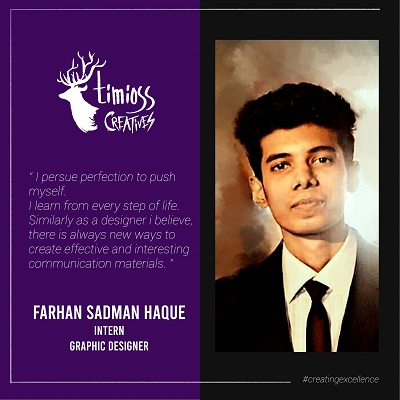 timioss
CREATIVES
" I persue perfection to push
myself.
I learn from every step of life.
Similarly as a designer i believe,
there is always new ways to
create effective and interesting
communication materials. "
FARHAN SADMAN HAQUE
INTERN
GRAPHIC DESIGNER
#creatingexcellence